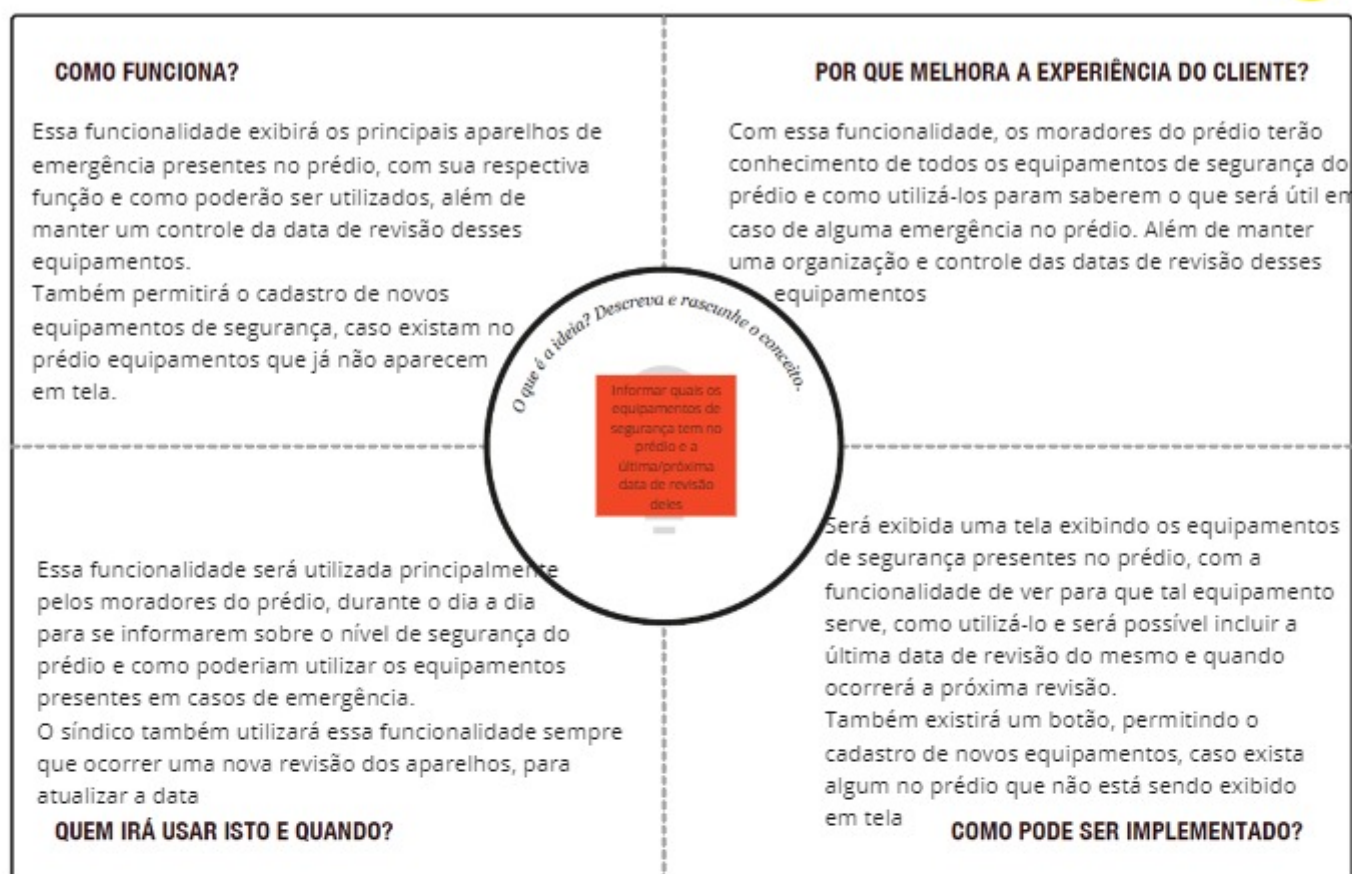 COMO FUNCIONA?
Essa funcionalidade exibirá os principais aparelhos de
emergência presentes no prédio, com sua respectiva
função e como poderão ser utilizados, além de
manter um controle da data de revisão desses
equipamentos.
Também permitirá o cadastro de novos
equipamentos de segurança, caso existam no
prédio equipamentos que já não aparecem
em tela.
POR QUE MELHORA A EXPERIÊNCIA DO CLIENTE?
Com essa funcionalidade, os moradores do prédio terão
conhecimento de todos os equipamentos de segurança do
prédio e como utilizá-los param saberem o que será útil em
caso de alguma emergência no prédio. Além de manter
uma organização e controle das datas de revisão desses
equipamentos
O que é a ideia? Descreva e rascunhe o conceito.
Informar quais os
equipamentos de
segurança tem no
prédio e a
última/próxima
data de revisão
deles
Essa funcionalidade será utilizada principalmente
pelos moradores do prédio, durante o dia a dia
para se informarem sobre o nível de segurança do
prédio e como poderiam utilizar os equipamentos
presentes em casos de emergência.
O síndico também utilizará essa funcionalidade sempre
que ocorrer uma nova revisão dos aparelhos, para
atualizar a data
QUEM IRÁ USAR ISTO E QUANDO?
Será exibida uma tela exibindo os equipamentos
de segurança presentes no prédio, com a
funcionalidade de ver para que tal equipamento
serve, como utilizá-lo e será possível incluir a
última data de revisão do mesmo e quando
ocorrerá a próxima revisão.
Também existirá um botão, permitindo o
cadastro de novos equipamentos, caso exista
algum no prédio que não está sendo exibido
em tela
COMO PODE SER IMPLEMENTADO?